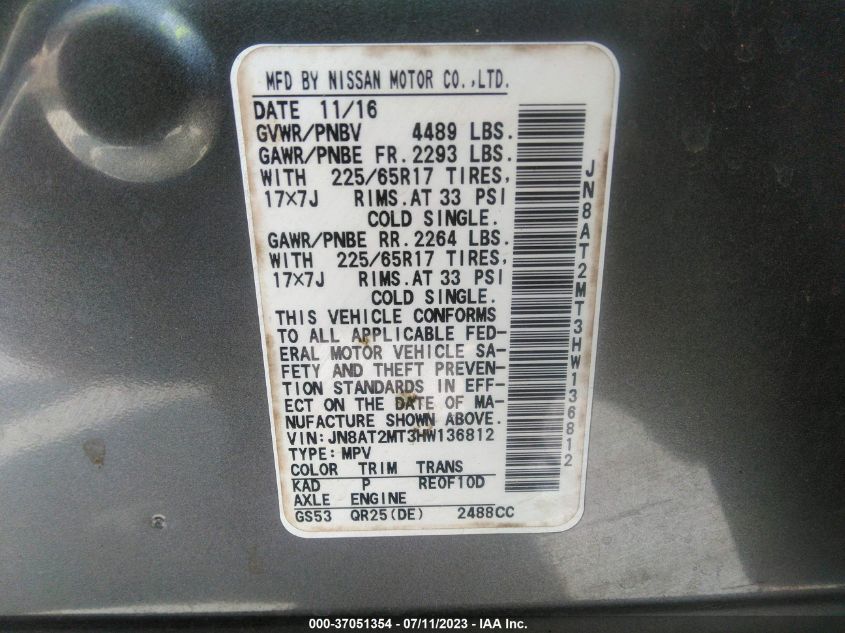 MFD BY NISSAN MOTOR CO.,LTD.
DATE 11/16
GVWR/PNBV 4489 LBS.
GAWR/PNBE FR. 2293 LBS.
WITH 225/65R17 TIRES,
17×7J RIMS. AT 33 PSI
COLD SINGLE.
GAWR/PNBE RR. 2264 LBS.
WITH 225/65R17 TIRES,
17×7J RIMS. AT 33 PSI
COLD SINGLE.
THIS VEHICLE CONFORMS
TO ALL APPLICABLE FED-
ERAL MOTOR VEHICLE SA-
FETY AND THEFT PREVEN-
TION STANDARDS IN EFF-
ECT ON THE DATE OF MA-
NUFACTURE SHOWN ABOVE.
VIN: JN8AT2MT3HW136812
TYPE: MPV
COLOR TRIM TRANS
KAD P RE0F10D
AXLE ENGINE
GS53 QR25(DE) 2488CC
JN8AT2MT3HW136812
000-37051354 - 07/11/2023 - IAA Inc.